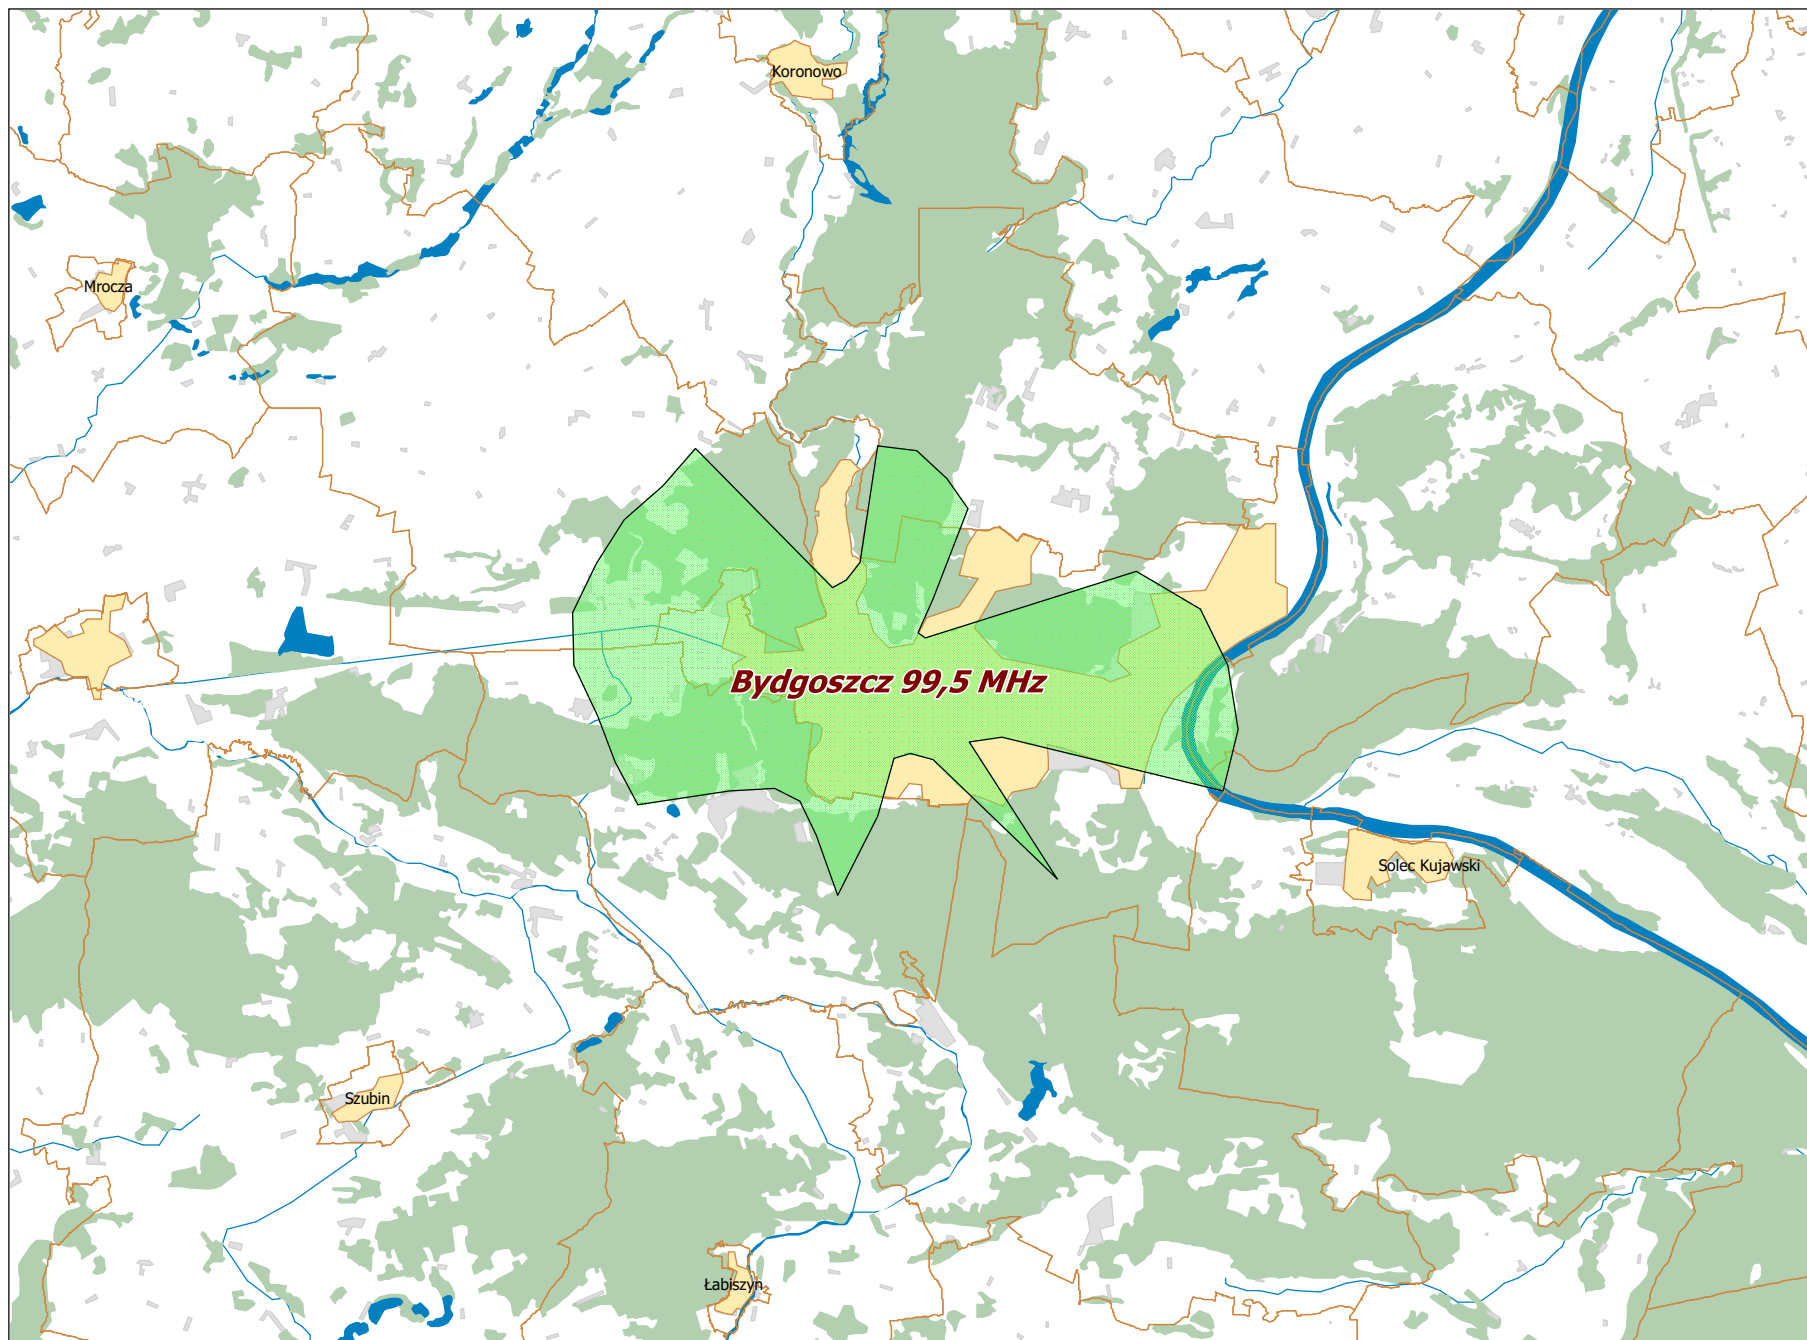 Koronowo
Mrocza
Bydgoszcz 99,5 MHz
Solec Kujawski
Szubin
Łabiszyn